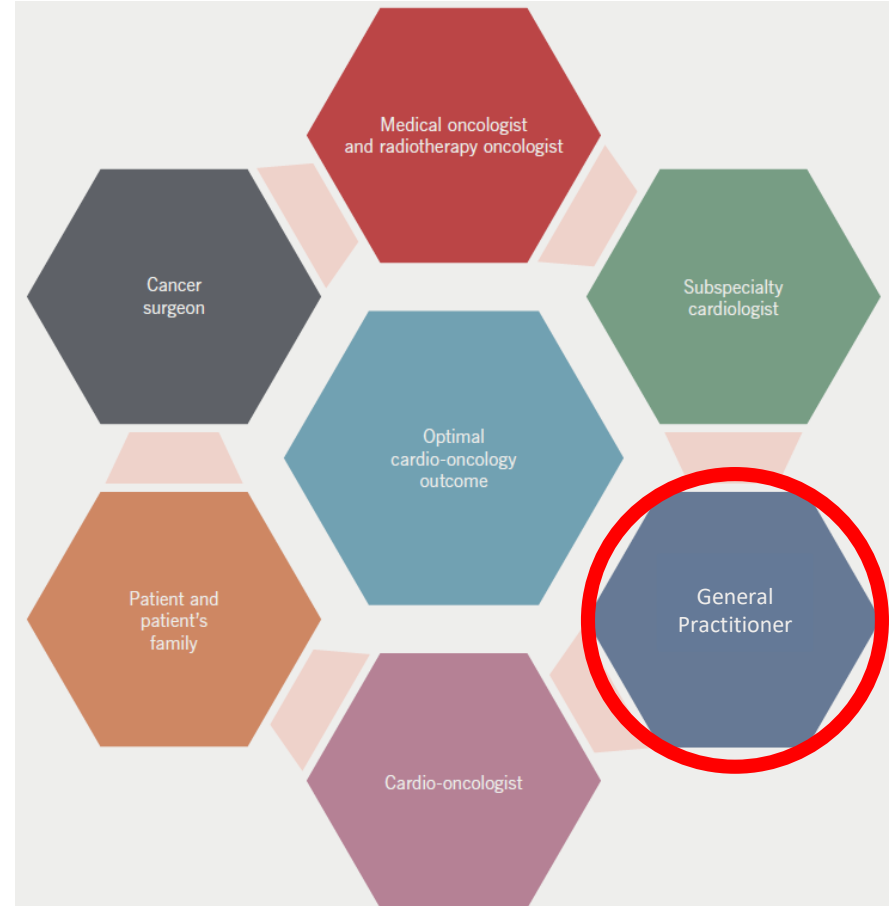 Medical oncologist
and radiotherapy oncologist
Cancer
surgeon
Subspecialty
cardiologist
Optimal
cardio-oncology
outcome
Patient and
patient's
family
General
Practitioner
Cardio-oncologist